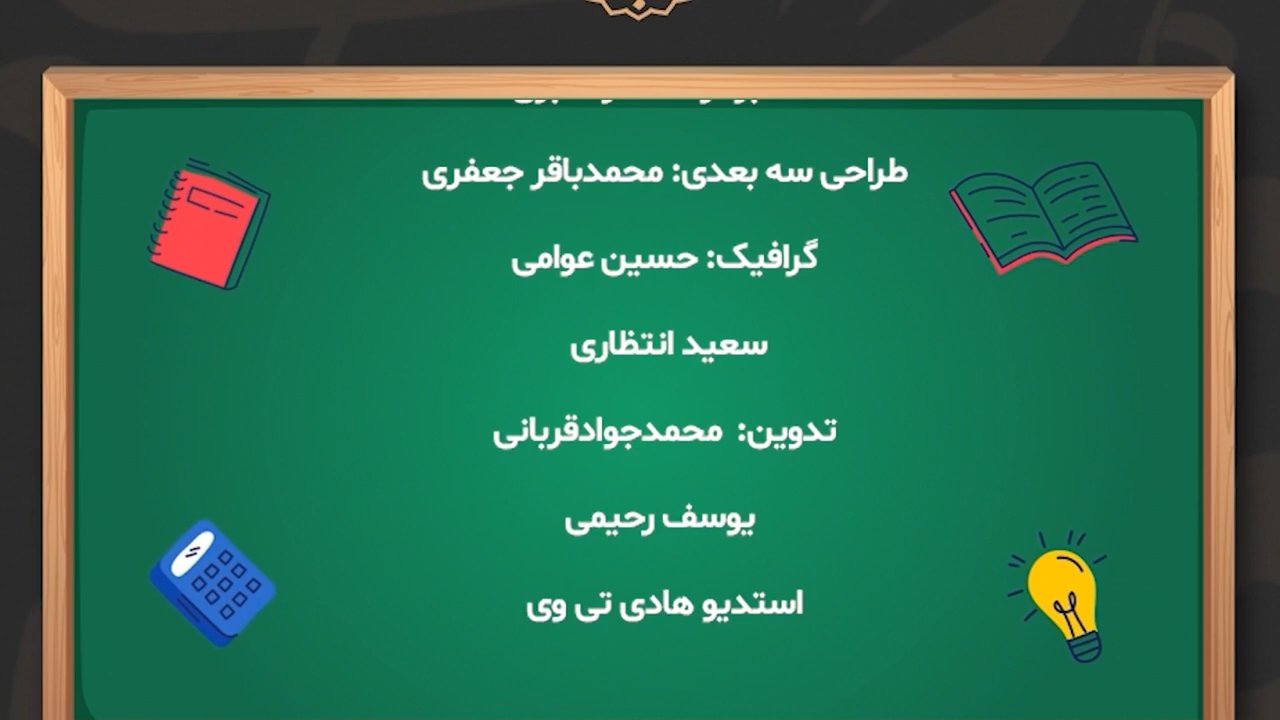 طراحی سه بعدی: محمدباقر جعفری
گرافیک: حسین عوامی
سعید انتظاری
تدوین: محمدجوادقربانی
یوسف رحیمی
استدیو هادی تی وی